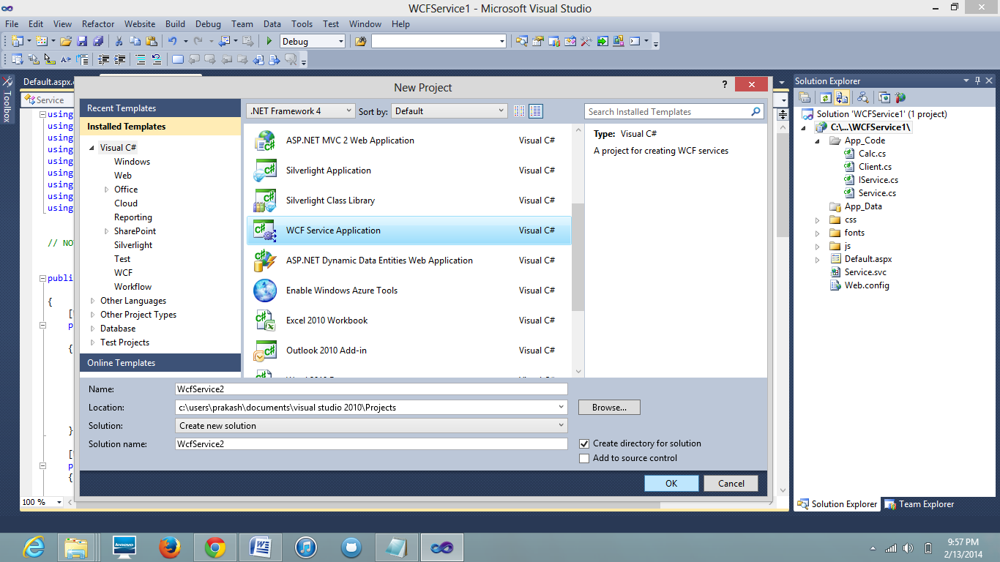 WCFService1 - Microsoft Visual Studio
File Edit View Refactor Website Build Debug Team Data Tools Test Window Help
Debug
Default.aspx.
Toolbox
Service
using
using
using
using
using
using
using
using
using
// NO
public
{
[
p
{
}
[
p
{
100 %
New Project
?
Recent Templates
Installed Templates
Visual C#
Windows
Web
Office
Cloud
Reporting
SharePoint
Silverlight
Test
WCF
Workflow
Other Languages
Other Project Types
Database
Test Projects
Online Templates
.NET Framework 4 Sort by: Default
Search Installed Templates
ASP.NET MVC 2 Web Application Visual C#
Silverlight Application Visual C#
Silverlight Class Library Visual C#
WCF Service Application Visual C#
ASP.NET Dynamic Data Entities Web Application Visual C#
Enable Windows Azure Tools Visual C#
Excel 2010 Workbook Visual C#
Outlook 2010 Add-in Visual C#
Type: Visual C#
A project for creating WCF services
Name: WcfService2
Location: c:\users\prakash\documents\visual studio 2010\Projects Browse...
Solution: Create new solution
Solution name: WcfService2
Create directory for solution
Add to source control
OK Cancel
Solution Explorer
Solution 'WCFService1' (1 project)
C:\...\WCFService1\
App_Code
Calc.cs
Client.cs
IService.cs
Service.cs
App_Data
css
fonts
js
Default.aspx
Service.svc
Web.config
Solution Explorer Team Explorer
lenovo
9:57 PM
2/13/2014